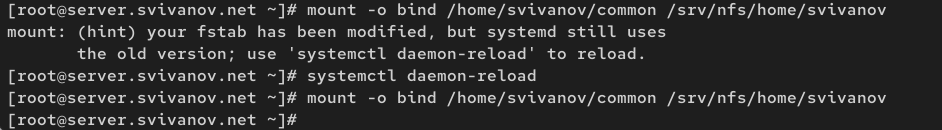 [root@server.svivanov.net ~]# mount -o bind /home/svivanov/common /srv/nfs/home/svivanov
mount: (hint) your fstab has been modified, but systemd still uses
       the old version; use 'systemctl daemon-reload' to reload.
[root@server.svivanov.net ~]# systemctl daemon-reload
[root@server.svivanov.net ~]# mount -o bind /home/svivanov/common /srv/nfs/home/svivanov
[root@server.svivanov.net ~]#